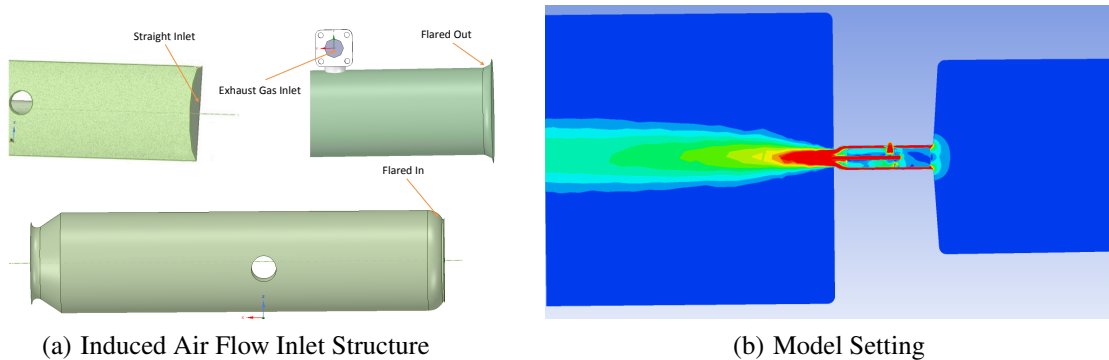 Straight Inlet
Flared Out
Exhaust Gas Inlet
Flared In
(a) Induced Air Flow Inlet Structure
(b) Model Setting